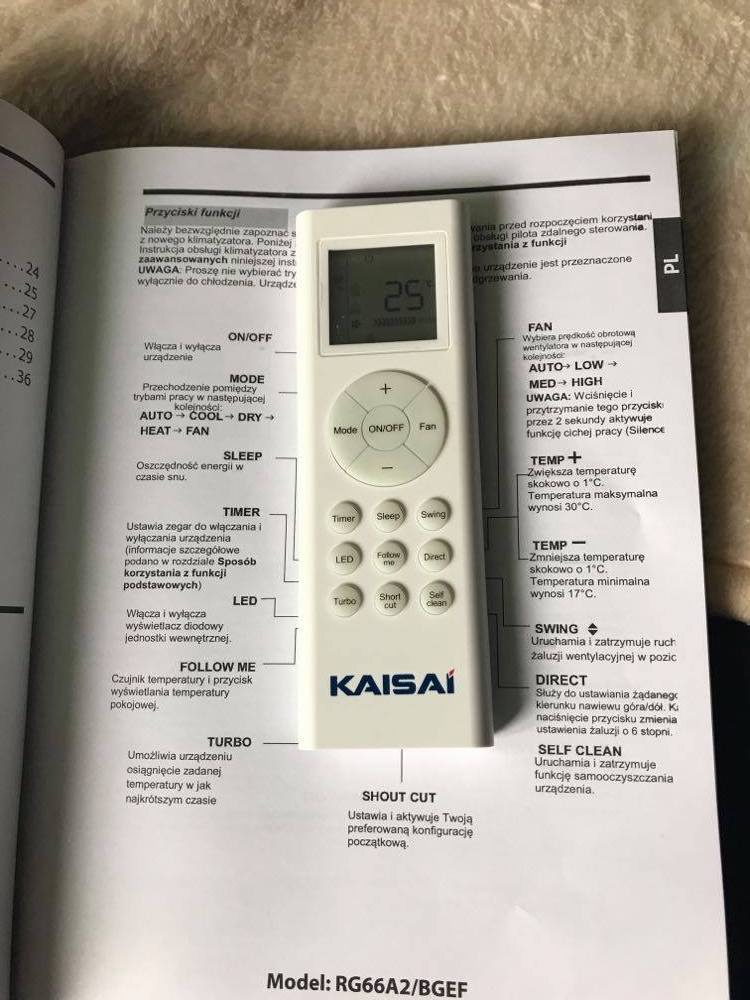 ...24
...25
...27
...28
...29
...36
Przyciski funkcji
Należy bezwzględnie zapoznać
z nowego klimatyzatora. Poniżej
Instrukcja obsługi klimatyzatora z
zaawansowanych niniejszej
UWAGA: Proszę nie wybierać
wyłącznie do chłodzenia.
przed rozpoczęciem korzystani
obsługi pilota zdalnego sterowania.
z funkcji
urządzenie jest przeznaczone
PL
ON/OFF
Włącza i wyłącza
urządzenie
MODE
Przechodzenie pomiędzy
trybami pracy w następującej
kolejności:
AUTO → COOL → DRY →
HEAT → FAN
SLEEP
Oszczędność energii w
czasie snu.
TIMER
Ustawia zegar do włączania i
wyłączania urządzenia
(informacje szczegółowe
podano w rozdziale Sposób
korzystania z funkcji
podstawowych)
LED
Włącza i wyłącza
wyświetlacz diodowy
jednostki wewnętrznej.
FOLLOW ME
Czujnik temperatury i przycisk
wyświetlania temperatury
pokojowej.
TURBO
Umożliwia urządzeniu
osiągnięcie zadanej
temperatury w jak
najkrótszym czasie
25°c
+
Mode ON/OFF Fan
−
Timer Sleep Swing
LED Follow me Direct
Turbo Short cut Self clean
KAISAI
FAN
Wybiera prędkość obrotową
wentylatora w następującej
kolejności:
AUTO→ LOW →
MED→ HIGH
UWAGA: Wciśnięcie i
przytrzymanie tego przycisk
przez 2 sekundy aktywuje
funkcję cichej pracy (Silence
TEMP +
Zwiększa temperaturę
skokowo o 1°C.
Temperatura maksymalna
wynosi 30°C.
TEMP −
Zmniejsza temperaturę
skokowo o 1°C.
Temperatura minimalna
wynosi 17°C.
SWING
Uruchamia i zatrzymuje ruch
żaluzji wentylacyjnej w pozic
DIRECT
Służy do ustawiania żądaneg
kierunku nawiewu góra/dół.
naciśnięcie przycisku zmienia
ustawienia żaluzji o 6 stopni.
SELF CLEAN
Uruchamia i zatrzymuje
funkcję samooczyszczania
urządzenia.
SHOUT CUT
Ustawia i aktywuje Twoją
preferowaną konfigurację
początkową.
Model: RG66A2/BGEF